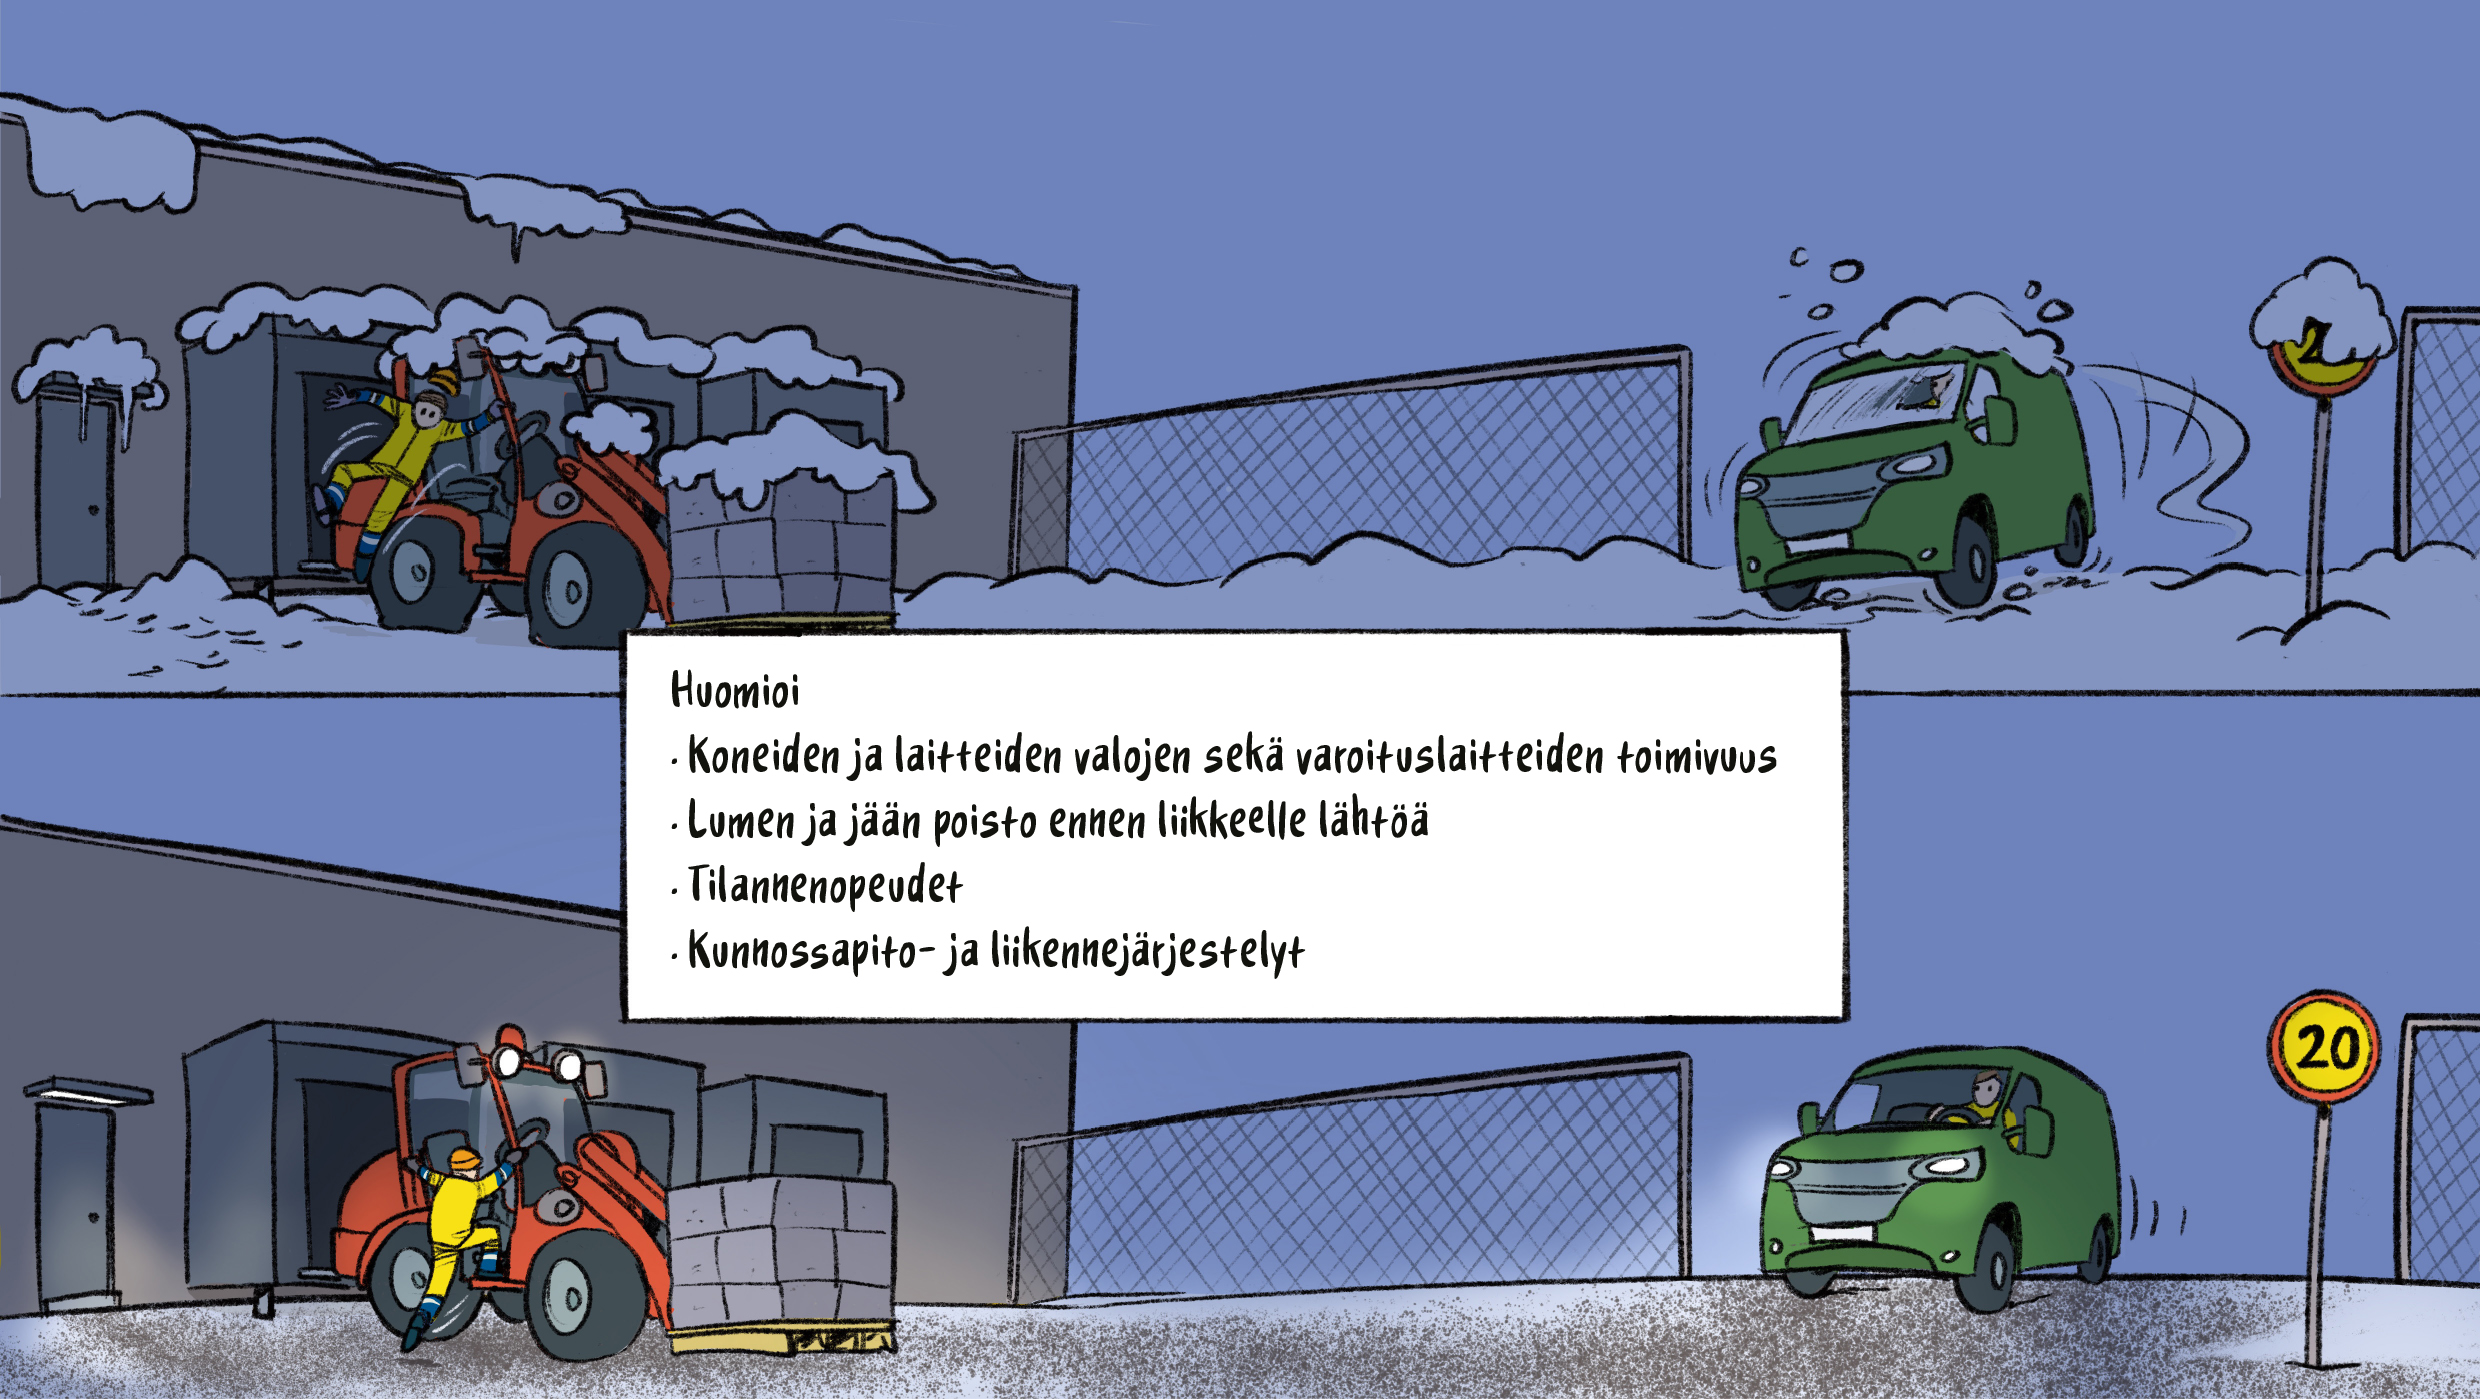 2
Huomioi
· Koneiden ja laitteiden valojen sekä varoituslaitteiden toimivuus
· Lumen ja jään poisto ennen liikkeelle lähtöä
· Tilannenopeudet
· Kunnossapito- ja liikennejärjestelyt
20